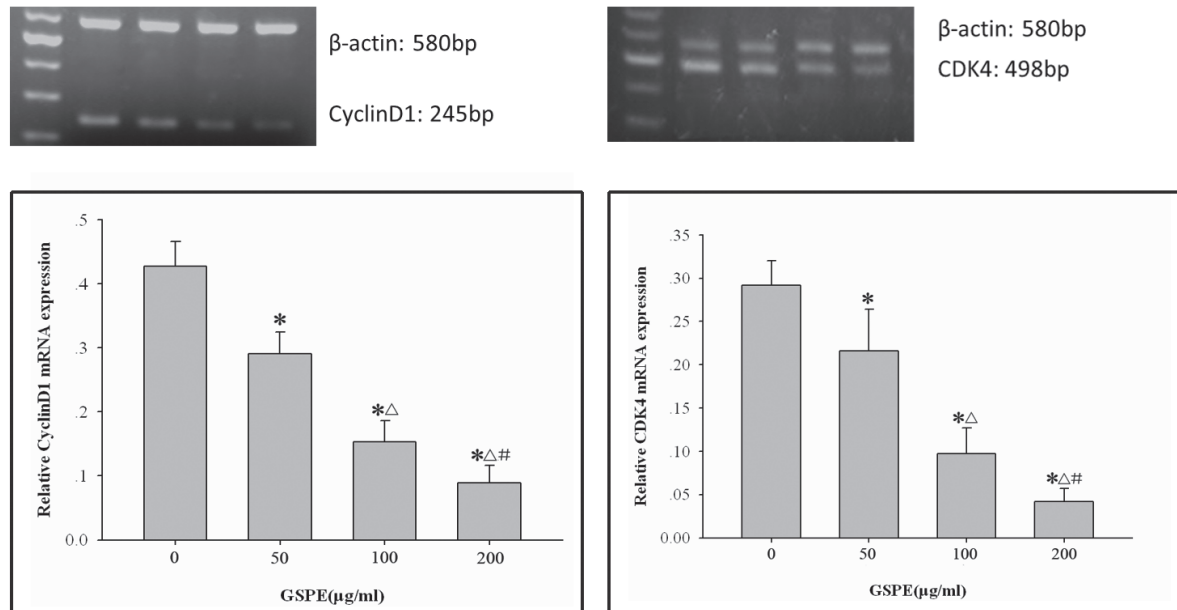 β-actin: 580bp
CyclinD1: 245bp
β-actin: 580bp
CDK4: 498bp
Relative CyclinD1 mRNA expression
.5
.4
.3
.2
.1
0.0
*
*△
*△#
0 50 100 200
GSPE(µg/ml)
Relative CDK4 mRNA expression
.35
.30
.25
.20
.15
.10
.05
0.00
*
*△
*△#
0 50 100 200
GSPE(µg/ml)